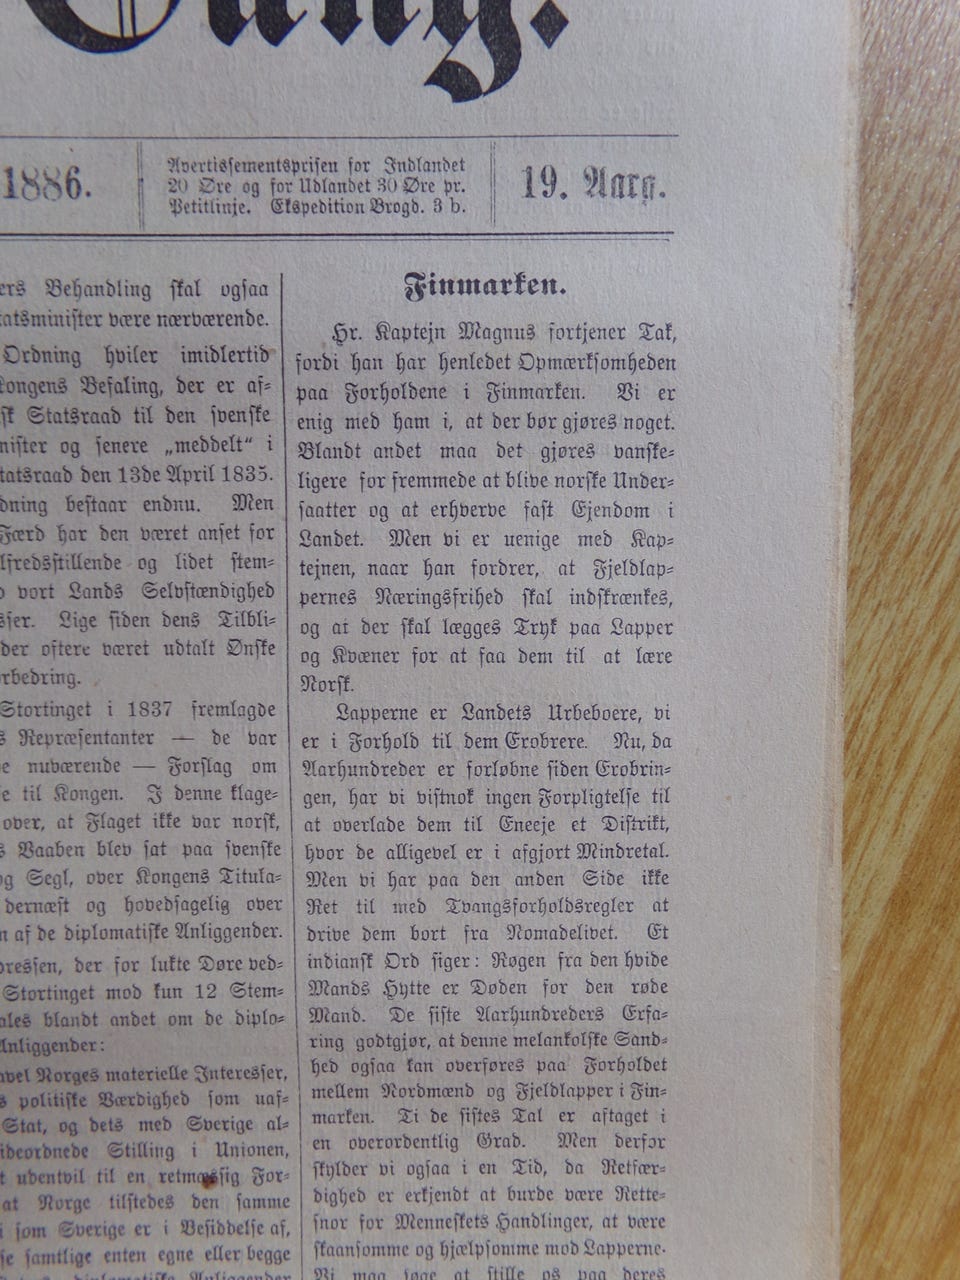 Ung.
1886.
Avertissementsprisen for Indlandet
20 Øre og for Udlandet 30 Øre pr.
Petitlinje. Ekspedition Brogd. 3 b.
19. Aarg.
Behandling skal ogsaa
være nærværende.
Ordning hviler imidlertid
Befaling, der er af-
Statsraad til den svenske
og senere „meddelt“ i
den 13de April 1835.
bestaar endnu. Men
Færd har den været anset for
og lidet stem-
vort Lands Selvstændighed
Lige siden dens Tilbli-
der oftere været udtalt Ønske
Stortinget i 1837 fremlagde
Repræsentanter — de var
nuværende — Forslag om
til Kongen. I denne klage-
over, at Flaget ikke var norsk,
Vaaben blev sat paa svenske
Segl, over Kongens Titula-
dernæst og hovedsagelig over
af de diplomatiske Anliggender.
der for lukte Døre ved-
Stortinget mod kun 12 Stem-
blandt andet om de diplo-
Anliggender:
Norges materielle Interesser,
politiske Værdighed som uaf-
Stat, og dets med Sverige al-
Stilling i Unionen,
udentvil til en retmæssig For-
at Norge tilstedes den samme
som Sverige er i Besiddelse af,
samtlige enten egne eller begge
diplomatiske Anliggender
Finmarken.
Hr. Kaptejn Magnus fortjener Tak,
fordi han har henledet Opmærksomheden
paa Forholdene i Finmarken. Vi er
enig med ham i, at der bør gjøres noget.
Blandt andet maa det gjøres vanske-
ligere for fremmede at blive norske Under-
saatter og at erhverve fast Ejendom i
Landet. Men vi er uenige med Kap-
tejnen, naar han fordrer, at Fjeldlap-
pernes Næringsfrihed skal indskrænkes,
og at der skal lægges Tryk paa Lapper
og Kvæner for at faa dem til at lære
Norsk.
Lapperne er Landets Urbeboere, vi
er i Forhold til dem Erobrere. Nu, da
Aarhundreder er forløbne siden Erobrin-
gen, har vi vistnok ingen Forpligtelse til
at overlade dem til Eneeje et Distrikt,
hvor de alligevel er i afgjort Mindretal.
Men vi har paa den anden Side ikke
Ret til med Tvangsforholdsregler at
drive dem bort fra Nomadelivet. Et
indiansk Ord siger: Røgen fra den hvide
Mands Hytte er Døden for den røde
Mand. De siste Aarhundreders Erfa-
ring godtgjør, at denne melankolske Sand-
hed ogsaa kan overføres paa Forholdet
mellem Nordmænd og Fjeldlapper i Fin-
marken. Ti de sistes Tal er aftaget i
en overordentlig Grad. Men derfor
skylder vi ogsaa i en Tid, da Retfær-
dighed er erkjendt at burde være Rette-
snor for Menneskets Handlinger, at være
skaansomme og hjælpsomme mod Lapperne.
Vi maa søge at stille os paa deres